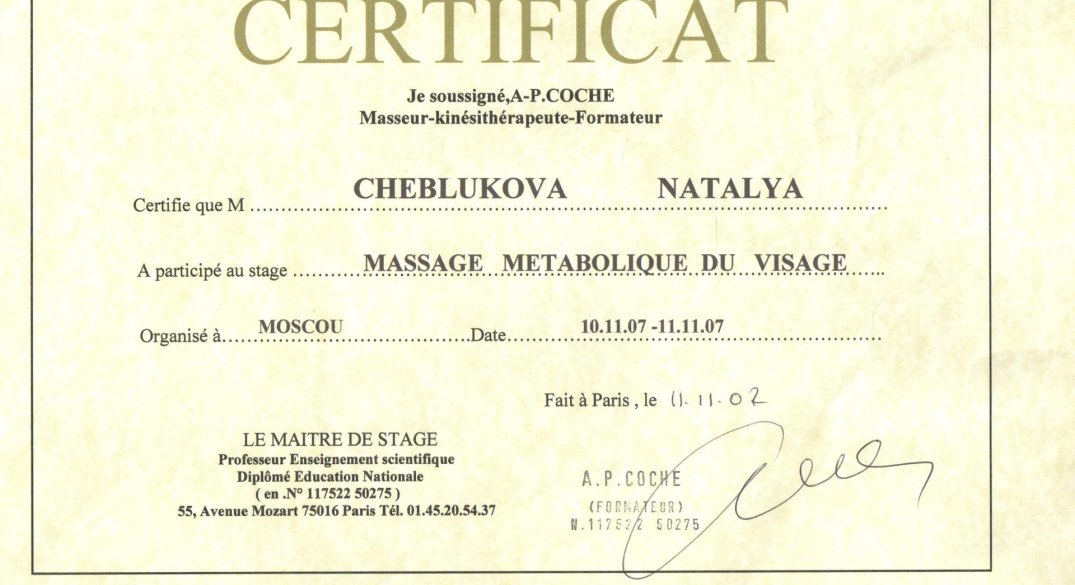 CERTIFICAT
Je soussigné,A-P.COCHE
Masseur-kinésithérapeute-Formateur
Certifie que M ........ CHEBLUKOVA NATALYA ........
A participé au stage ........ MASSAGE METABOLIQUE DU VISAGE ........
Organisé à........ MOSCOU ........Date........ 10.11.07 -11.11.07 ........
Fait à Paris , le 11. 11. 07
LE MAITRE DE STAGE
Professeur Enseignement scientifique
Diplômé Education Nationale
( en .N° 117522 50275 )
55, Avenue Mozart 75016 Paris Tél. 01.45.20.54.37
A.P.COCHE
(FORMATEUR)
N.117522 50275